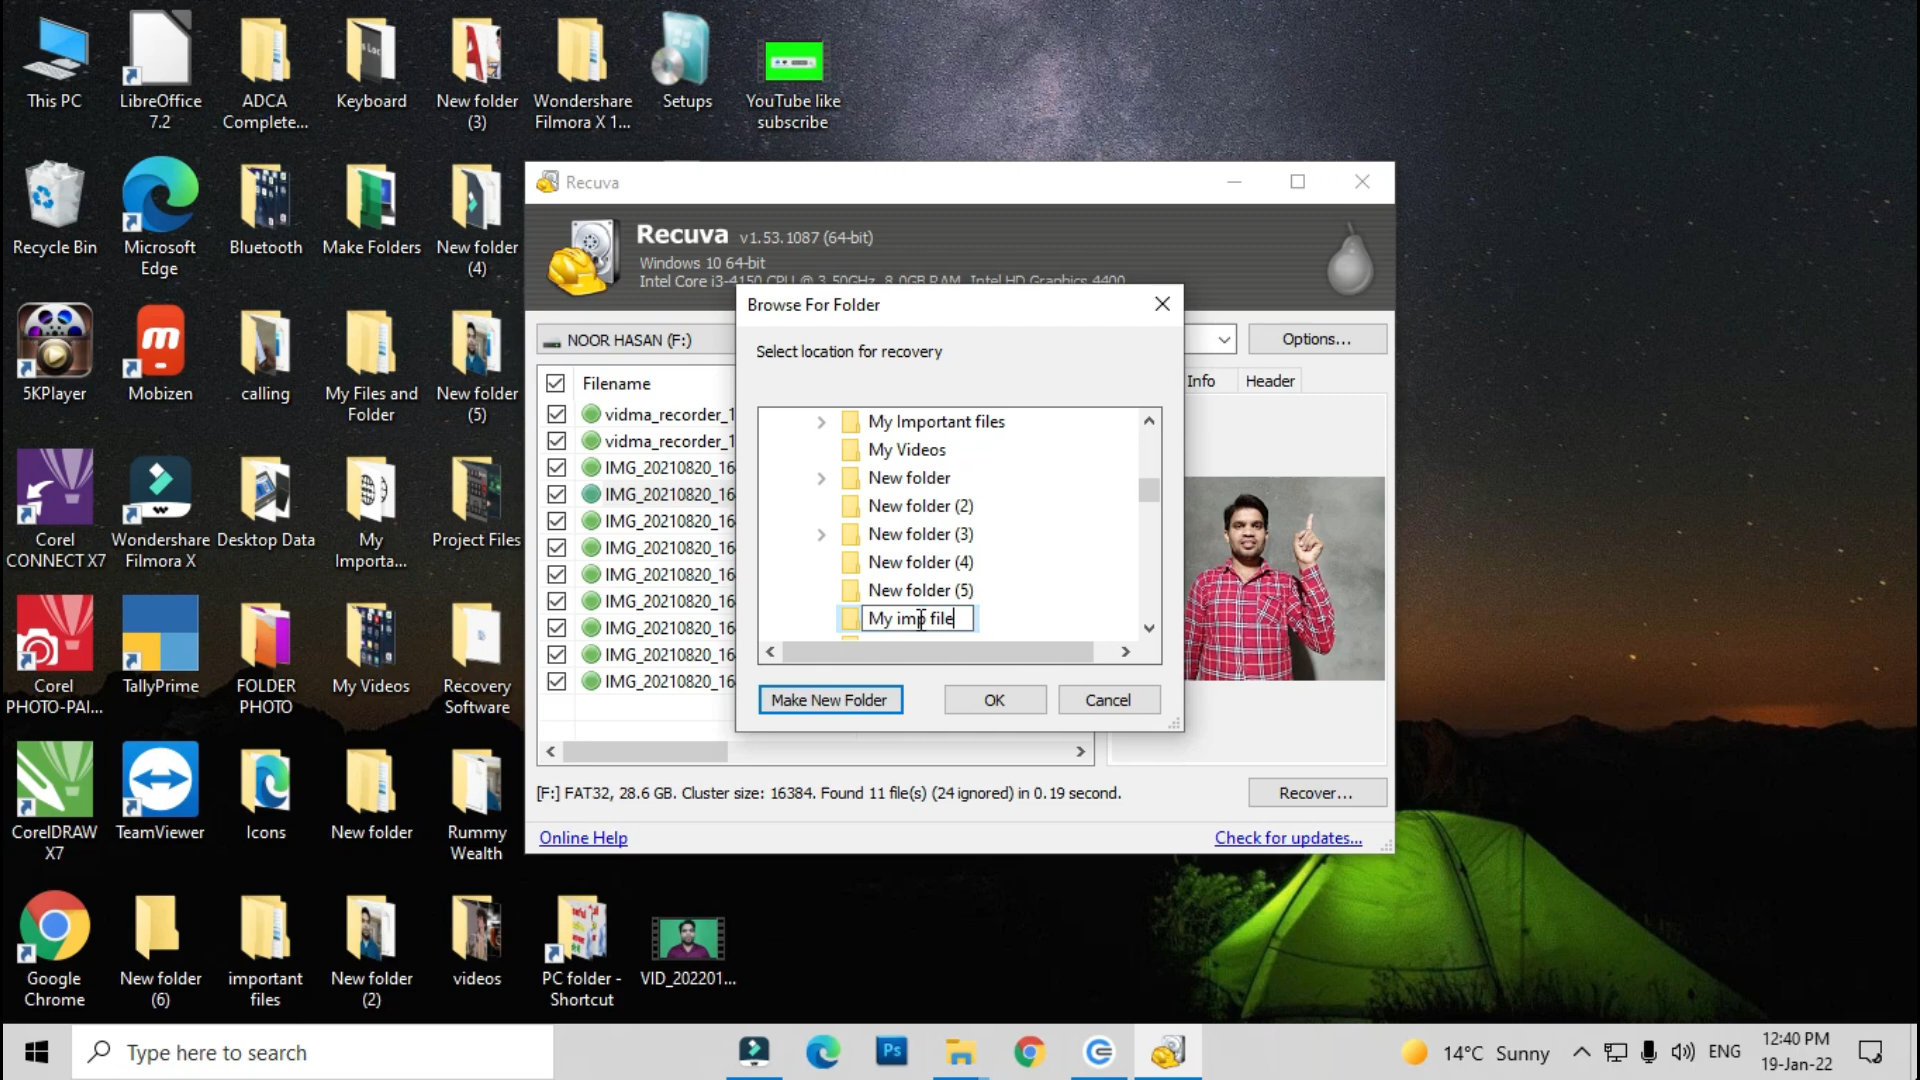 This PC
LibreOffice
7.2
ADCA
Complete...
Keyboard
New folder
(3)
Wondershare
Filmora X 1...
Setups
YouTube like
subscribe
Recycle Bin
Microsoft
Edge
Bluetooth
Make Folders
New folder
(4)
5KPlayer
Mobizen
calling
My Files and
Folder
New folder
(5)
Corel
CONNECT X7
Wondershare
Filmora X
Desktop Data
My
Importa...
Project Files
Corel
PHOTO-PAI...
TallyPrime
FOLDER
PHOTO
My Videos
Recovery
Software
CorelDRAW
X7
TeamViewer
Icons
New folder
Rummy
Wealth
Google
Chrome
New folder
(6)
important
files
New folder
(2)
videos
PC folder -
Shortcut
VID_202201...
Recuva
Recuva v1.53.1087 (64-bit)
Windows 10 64-bit
Intel Core i3-4150 CPU @ 3.50GHz, 8.0GB RAM, Intel HD Graphics 4400
NOOR HASAN (F:)
Options...
Filename
Info
Header
vidma_recorder_1
vidma_recorder_1
IMG_20210820_16
IMG_20210820_16
IMG_20210820_16
IMG_20210820_16
IMG_20210820_16
IMG_20210820_16
IMG_20210820_16
IMG_20210820_16
IMG_20210820_16
Browse For Folder
Select location for recovery
My Important files
My Videos
New folder
New folder (2)
New folder (3)
New folder (4)
New folder (5)
My imp file
Make New Folder
OK
Cancel
[F:] FAT32, 28.6 GB. Cluster size: 16384. Found 11 file(s) (24 ignored) in 0.19 second.
Recover...
Online Help
Check for updates...
Type here to search
Ps
14°C Sunny
ENG
12:40 PM
19-Jan-22